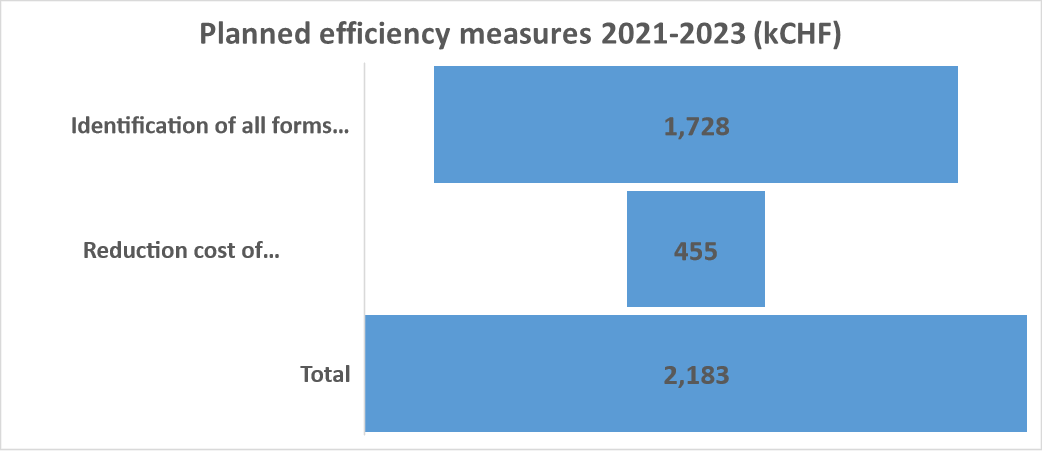 Planned efficiency measures 2021-2023 (kCHF)
Identification of all forms…
1,728
Reduction cost of…
455
Total
2,183